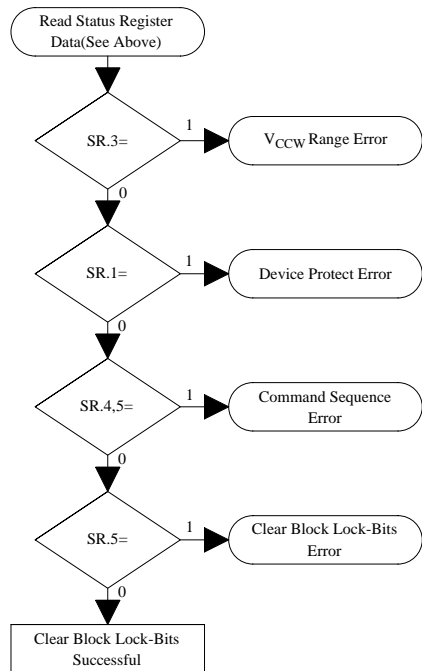 Read Status Register
Data(See Above)
SR.3=
1
VCCW Range Error
0
SR.1=
1
Device Protect Error
0
SR.4,5=
1
Command Sequence
Error
0
SR.5=
1
Clear Block Lock-Bits
Error
0
Clear Block Lock-Bits
Successful